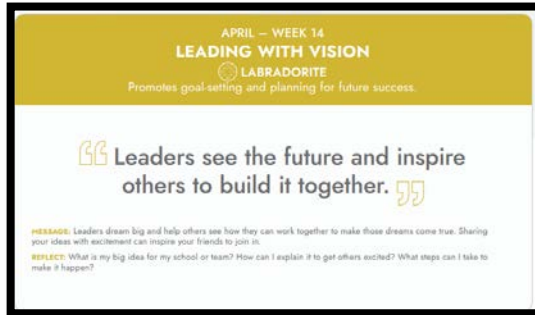 APRIL – WEEK 14
LEADING WITH VISION
LABRADORITE
Promotes goal-setting and planning for future success.
“ Leaders see the future and inspire
others to build it together. ”
MESSAGE: Leaders dream big and help others see how they can work together to make those dreams come true. Sharing
your ideas with excitement can inspire your friends to join in.
REFLECT: What is my big idea for my school or team? How can I explain it to get others excited? What steps can I take to
make it happen?